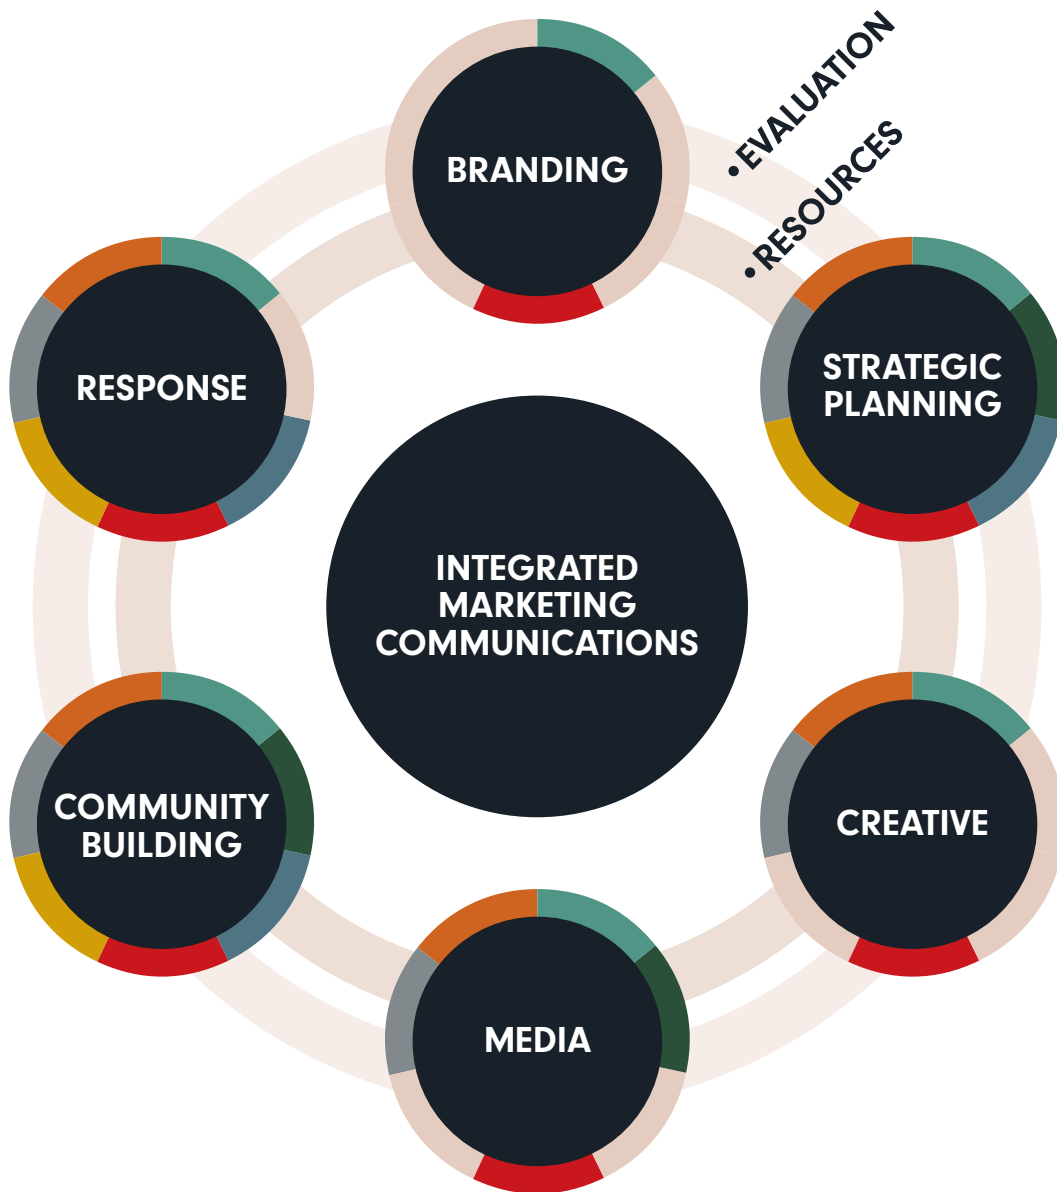 BRANDING
• EVALUATION
• RESOURCES
RESPONSE
STRATEGIC
PLANNING
INTEGRATED
MARKETING
COMMUNICATIONS
COMMUNITY
BUILDING
CREATIVE
MEDIA